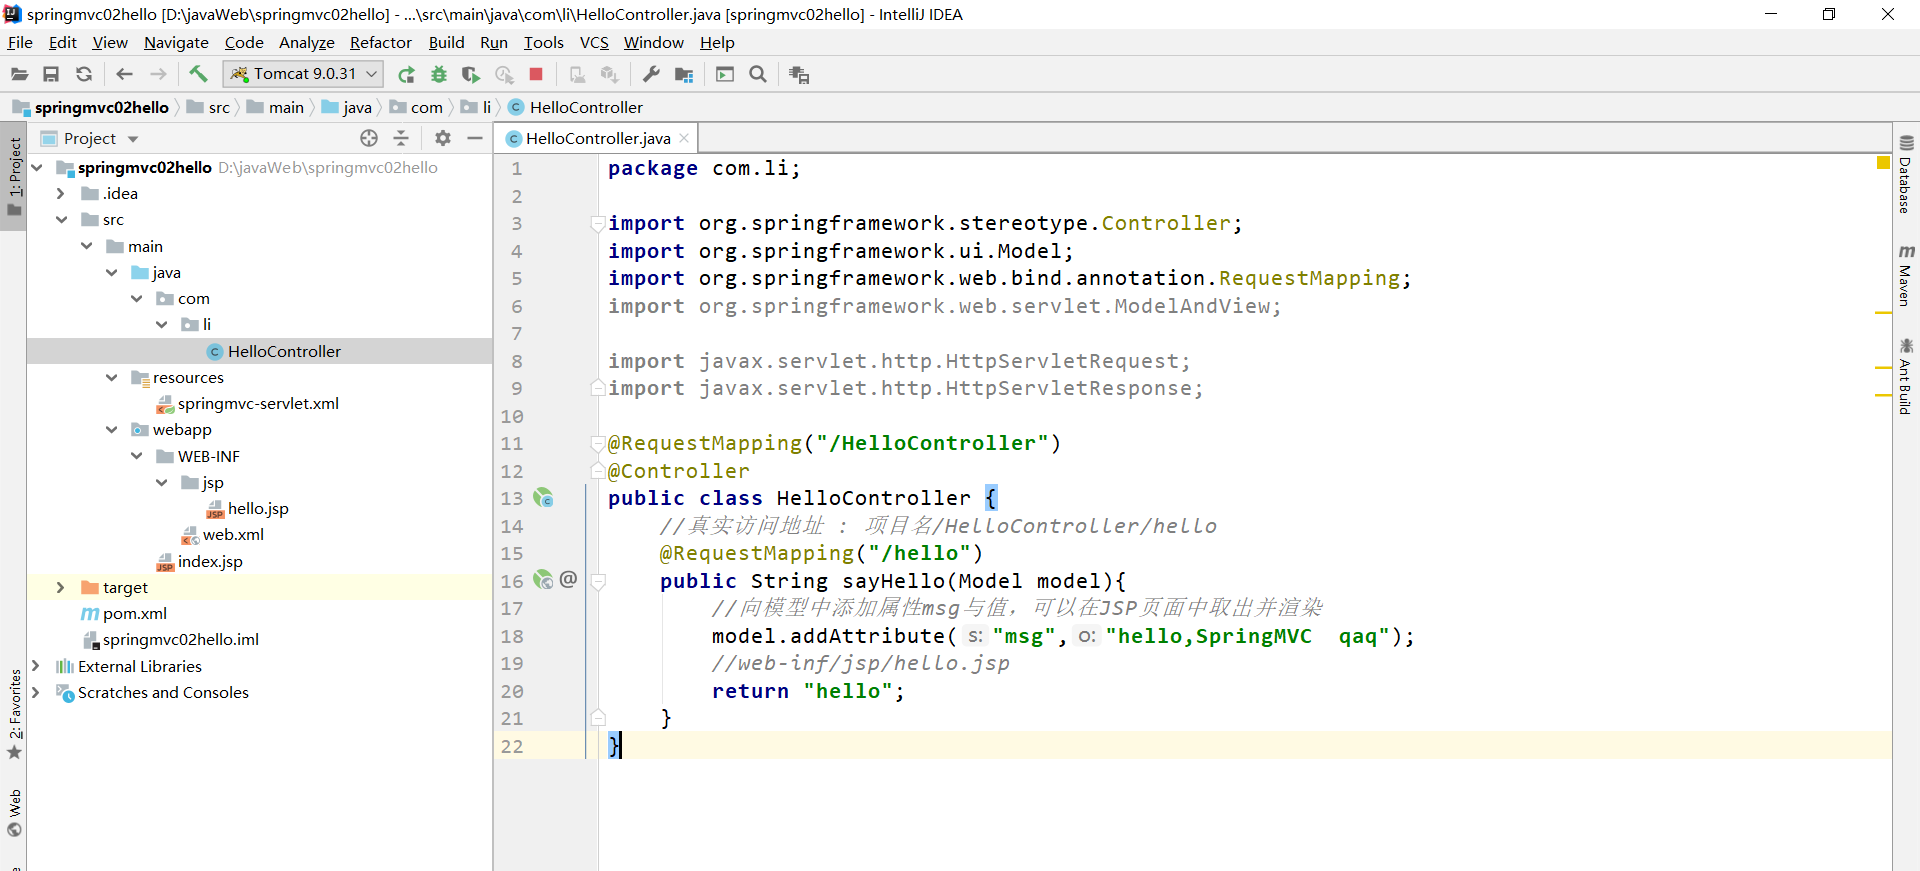 springmvc02hello [D:\javaWeb\springmvc02hello] - ...\src\main\java\com\li\HelloController.java [springmvc02hello] - IntelliJ IDEA
File Edit View Navigate Code Analyze Refactor Build Run Tools VCS Window Help
Tomcat 9.0.31
springmvc02hello src main java com li HelloController
Project
HelloController.java
springmvc02hello D:\javaWeb\springmvc02hello
.idea
src
main
java
com
li
HelloController
resources
springmvc-servlet.xml
webapp
WEB-INF
jsp
hello.jsp
web.xml
index.jsp
target
pom.xml
springmvc02hello.iml
External Libraries
Scratches and Consoles
1: Project
2: Favorites
Web
1 package com.li;
2
3 import org.springframework.stereotype.Controller;
4 import org.springframework.ui.Model;
5 import org.springframework.web.bind.annotation.RequestMapping;
6 import org.springframework.web.servlet.ModelAndView;
7
8 import javax.servlet.http.HttpServletRequest;
9 import javax.servlet.http.HttpServletResponse;
10
11 @RequestMapping("/HelloController")
12 @Controller
13 public class HelloController {
14 //真实访问地址 : 项目名/HelloController/hello
15 @RequestMapping("/hello")
16 @ public String sayHello(Model model){
17 //向模型中添加属性msg与值，可以在JSP页面中取出并渲染
18 model.addAttribute( s: "msg", o: "hello,SpringMVC  qaq");
19 //web-inf/jsp/hello.jsp
20 return "hello";
21 }
22 }
Database
Maven
Ant Build